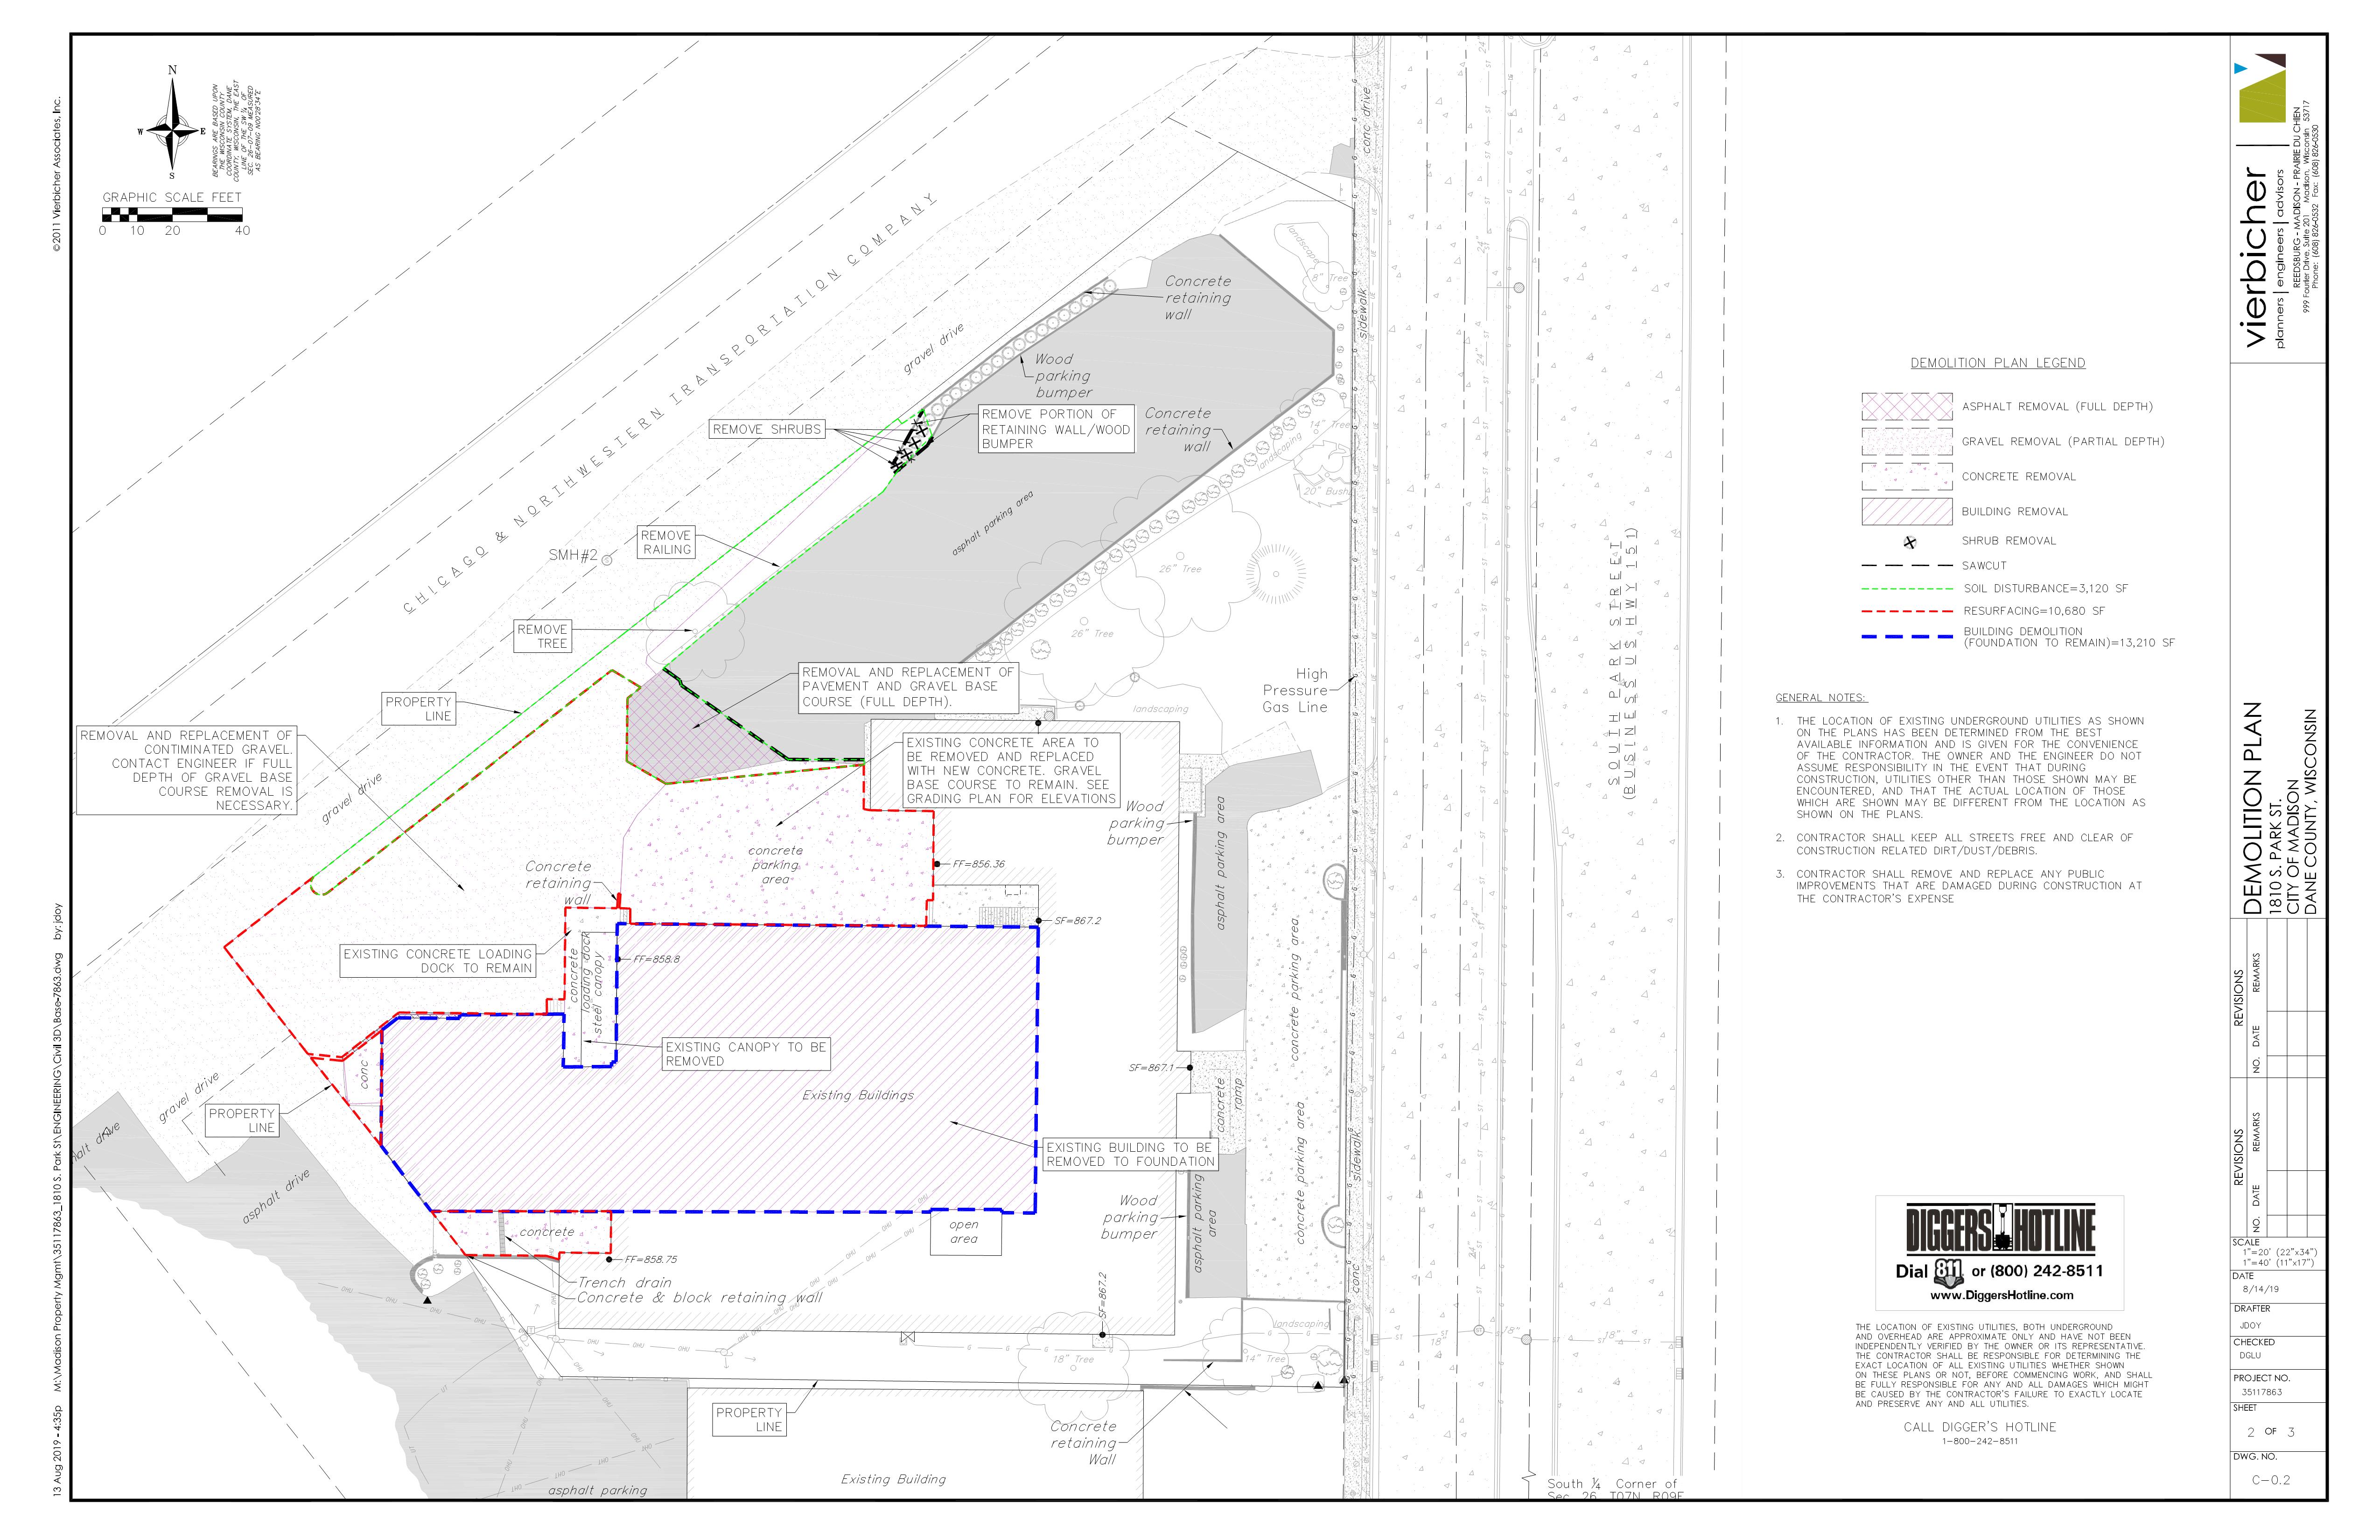 ©2011 Vierbicher Associates, Inc.
13 Aug 2019 - 4:35p M:\Madison Property Mgmt\35117863_1810 S. Park St\ENGINEERING\Civil 3D\Base-7863.dwg by: jdoy
N
W
E
S
BEARINGS ARE BASED UPON
THE WISCONSIN COUNTY
COORDINATE SYSTEM, DANE
COUNTY, WISCONSIN, THE EAST
LINE OF THE SW ¼ OF
SEC. 26-07-09 MEASURED
AS BEARING N00°28'34"E
GRAPHIC SCALE FEET
0 10 20 40
CHICAGO & NORTHWESTERN TRANSPORTATION COMPANY
gravel drive
Concrete
retaining
wall
Wood
parking
bumper
REMOVE SHRUBS
REMOVE PORTION OF
RETAINING WALL/WOOD
BUMPER
Concrete
retaining
wall
landscape
8" Tree
14" Tree
landscaping
20" Bush
asphalt parking area
26" Tree
26" Tree
SMH#2
REMOVE
RAILING
REMOVE
TREE
PROPERTY
LINE
REMOVAL AND REPLACEMENT OF
PAVEMENT AND GRAVEL BASE
COURSE (FULL DEPTH).
REMOVAL AND REPLACEMENT OF
CONTIMINATED GRAVEL.
CONTACT ENGINEER IF FULL
DEPTH OF GRAVEL BASE
COURSE REMOVAL IS
NECESSARY.
gravel drive
EXISTING CONCRETE AREA TO
BE REMOVED AND REPLACED
WITH NEW CONCRETE. GRAVEL
BASE COURSE TO REMAIN. SEE
GRADING PLAN FOR ELEVATIONS
landscaping
High
Pressure
Gas Line
Wood
parking
bumper
asphalt parking area
concrete
parking
area
FF=856.36
Concrete
retaining
wall
SF=867.2
EXISTING CONCRETE LOADING
DOCK TO REMAIN
concrete
loading dock
steel canopy
FF=858.8
EXISTING CANOPY TO BE
REMOVED
conc
Existing Buildings
SF=867.1
concrete
ramp
concrete parking area
concrete parking area
gravel drive
PROPERTY
LINE
asphalt drive
EXISTING BUILDING TO BE
REMOVED TO FOUNDATION
Wood
parking
bumper
asphalt parking
area
open
area
concrete
FF=858.75
Trench drain
Concrete & block retaining wall
SF=867.2
landscaping
18" Tree
14" Tree
PROPERTY
LINE
Concrete
retaining
Wall
Existing Building
asphalt parking
conc drive
sidewalk
sidewalk
conc
SOUTH PARK STREET
(BUSINESS US HWY 151)
24"
24"
24"
24"
24"
24"
18"
18"
18"
South ¼ Corner of
Sec 26, T07N, R09E
DEMOLITION PLAN LEGEND
ASPHALT REMOVAL (FULL DEPTH)
GRAVEL REMOVAL (PARTIAL DEPTH)
CONCRETE REMOVAL
BUILDING REMOVAL
SHRUB REMOVAL
SAWCUT
SOIL DISTURBANCE=3,120 SF
RESURFACING=10,680 SF
BUILDING DEMOLITION
(FOUNDATION TO REMAIN)=13,210 SF
GENERAL NOTES:
1. THE LOCATION OF EXISTING UNDERGROUND UTILITIES AS SHOWN
ON THE PLANS HAS BEEN DETERMINED FROM THE BEST
AVAILABLE INFORMATION AND IS GIVEN FOR THE CONVENIENCE
OF THE CONTRACTOR. THE OWNER AND THE ENGINEER DO NOT
ASSUME RESPONSIBILITY IN THE EVENT THAT DURING
CONSTRUCTION, UTILITIES OTHER THAN THOSE SHOWN MAY BE
ENCOUNTERED, AND THAT THE ACTUAL LOCATION OF THOSE
WHICH ARE SHOWN MAY BE DIFFERENT FROM THE LOCATION AS
SHOWN ON THE PLANS.
2. CONTRACTOR SHALL KEEP ALL STREETS FREE AND CLEAR OF
CONSTRUCTION RELATED DIRT/DUST/DEBRIS.
3. CONTRACTOR SHALL REMOVE AND REPLACE ANY PUBLIC
IMPROVEMENTS THAT ARE DAMAGED DURING CONSTRUCTION AT
THE CONTRACTOR'S EXPENSE
DIGGERS HOTLINE
Dial 811 or (800) 242-8511
www.DiggersHotline.com
THE LOCATION OF EXISTING UTILITIES, BOTH UNDERGROUND
AND OVERHEAD ARE APPROXIMATE ONLY AND HAVE NOT BEEN
INDEPENDENTLY VERIFIED BY THE OWNER OR ITS REPRESENTATIVE.
THE CONTRACTOR SHALL BE RESPONSIBLE FOR DETERMINING THE
EXACT LOCATION OF ALL EXISTING UTILITIES WHETHER SHOWN
ON THESE PLANS OR NOT, BEFORE COMMENCING WORK, AND SHALL
BE FULLY RESPONSIBLE FOR ANY AND ALL DAMAGES WHICH MIGHT
BE CAUSED BY THE CONTRACTOR'S FAILURE TO EXACTLY LOCATE
AND PRESERVE ANY AND ALL UTILITIES.
CALL DIGGER'S HOTLINE
1-800-242-8511
vierbicher
planners | engineers | advisors
REEDSBURG - MADISON - PRAIRIE DU CHIEN
999 Fourier Drive, Suite 201 Madison, Wisconsin 53717
Phone: (608) 826-0532 Fax: (608) 826-0530
DEMOLITION PLAN
1810 S. PARK ST.
CITY OF MADISON
DANE COUNTY, WISCONSIN
REVISIONS
NO. DATE REMARKS
REVISIONS
NO. DATE REMARKS
SCALE
1"=20' (22"x34")
1"=40' (11"x17")
DATE
8/14/19
DRAFTER
JDOY
CHECKED
DGLU
PROJECT NO.
35117863
SHEET
2 OF 3
DWG. NO.
C-0.2